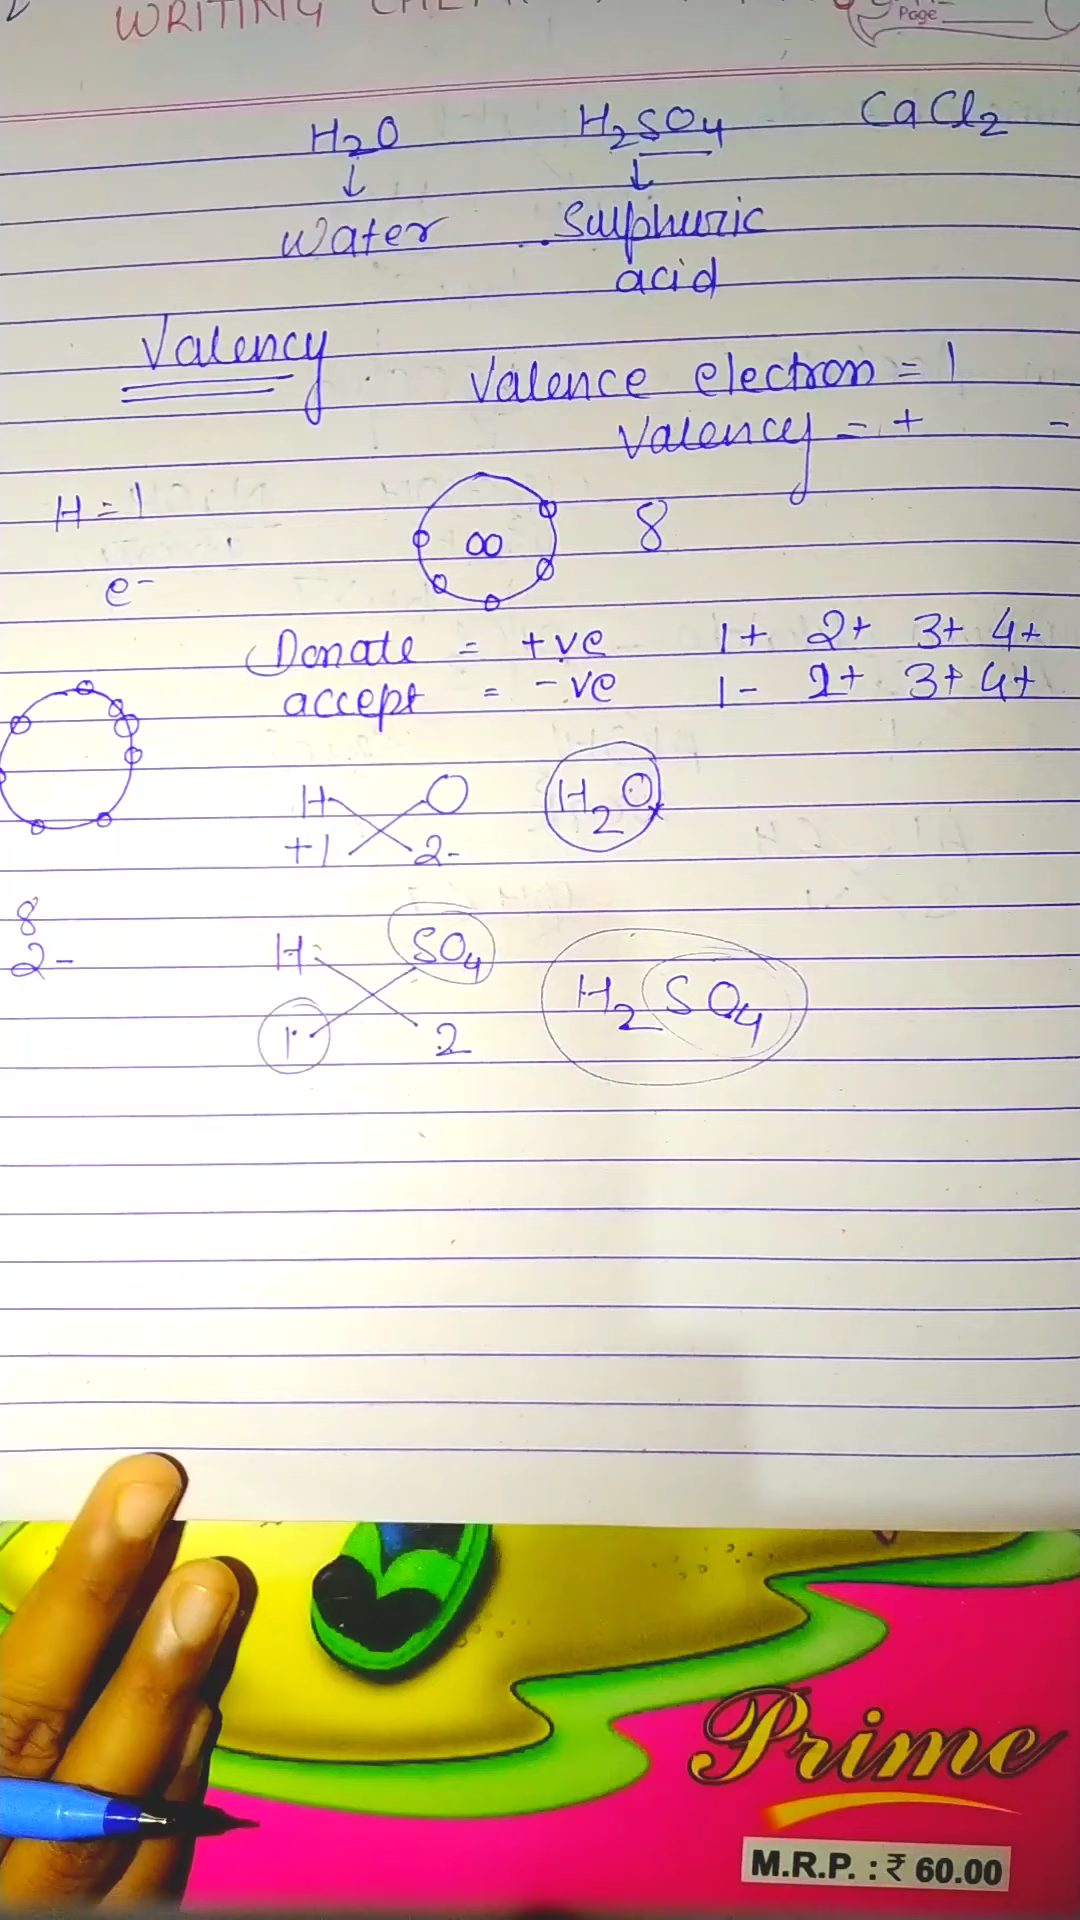 WRITING
Page
H2O H2SO4 CaCl2
↓ ↓
Water Sulphuric
acid
Valency
Valence electron = 1
Valency = + -
H = 1
8
e-
Donate = +ve 1+ 2+ 3+ 4+
accept = -ve 1- 2+ 3+ 4+
H O H2O
+1 2-
8
2-
H SO4 H2SO4
1 2
Prime
M.R.P. : ₹ 60.00